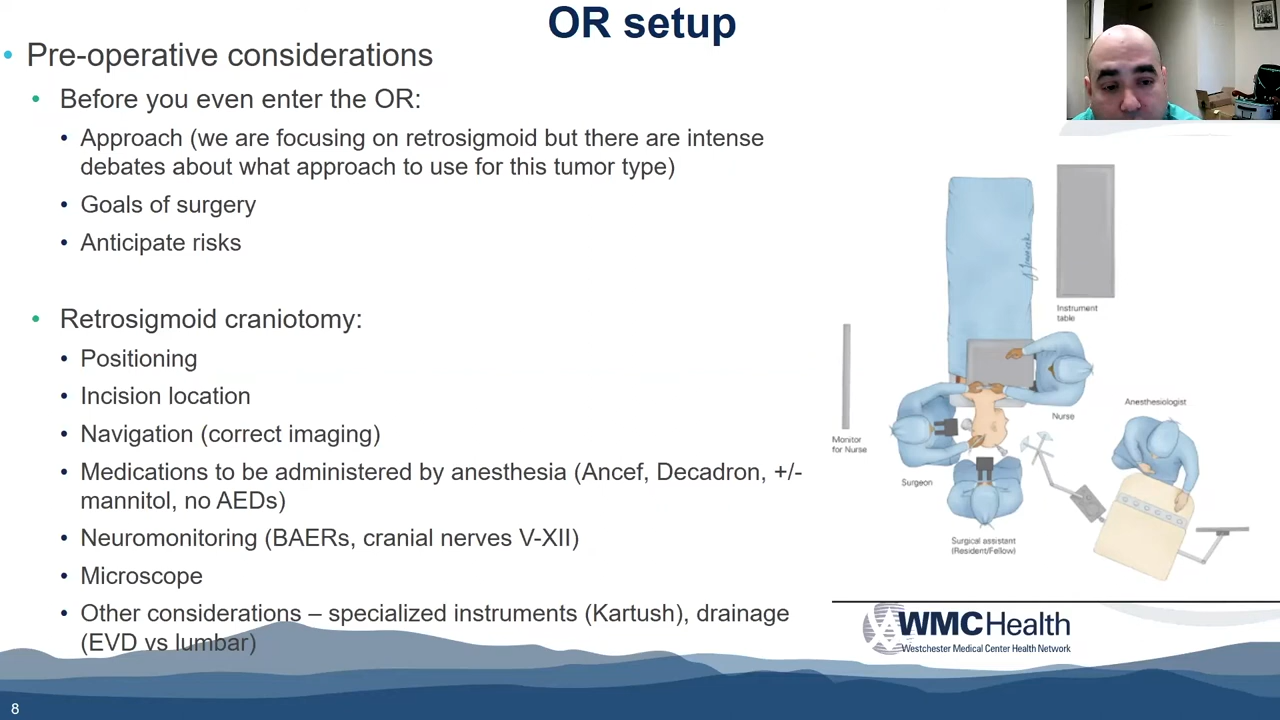 OR setup
Pre-operative considerations
Before you even enter the OR:
Approach (we are focusing on retrosigmoid but there are intense
debates about what approach to use for this tumor type)
Goals of surgery
Anticipate risks
Retrosigmoid craniotomy:
Positioning
Incision location
Navigation (correct imaging)
Medications to be administered by anesthesia (Ancef, Decadron, +/-
mannitol, no AEDs)
Neuromonitoring (BAERs, cranial nerves V-XII)
Microscope
Other considerations – specialized instruments (Kartush), drainage
(EVD vs lumbar)
Instrument
table
Nurse
Anesthesiologist
Monitor
for Nurse
Surgeon
Surgical assistant
(Resident/Fellow)
WMCHealth
Westchester Medical Center Health Network
8